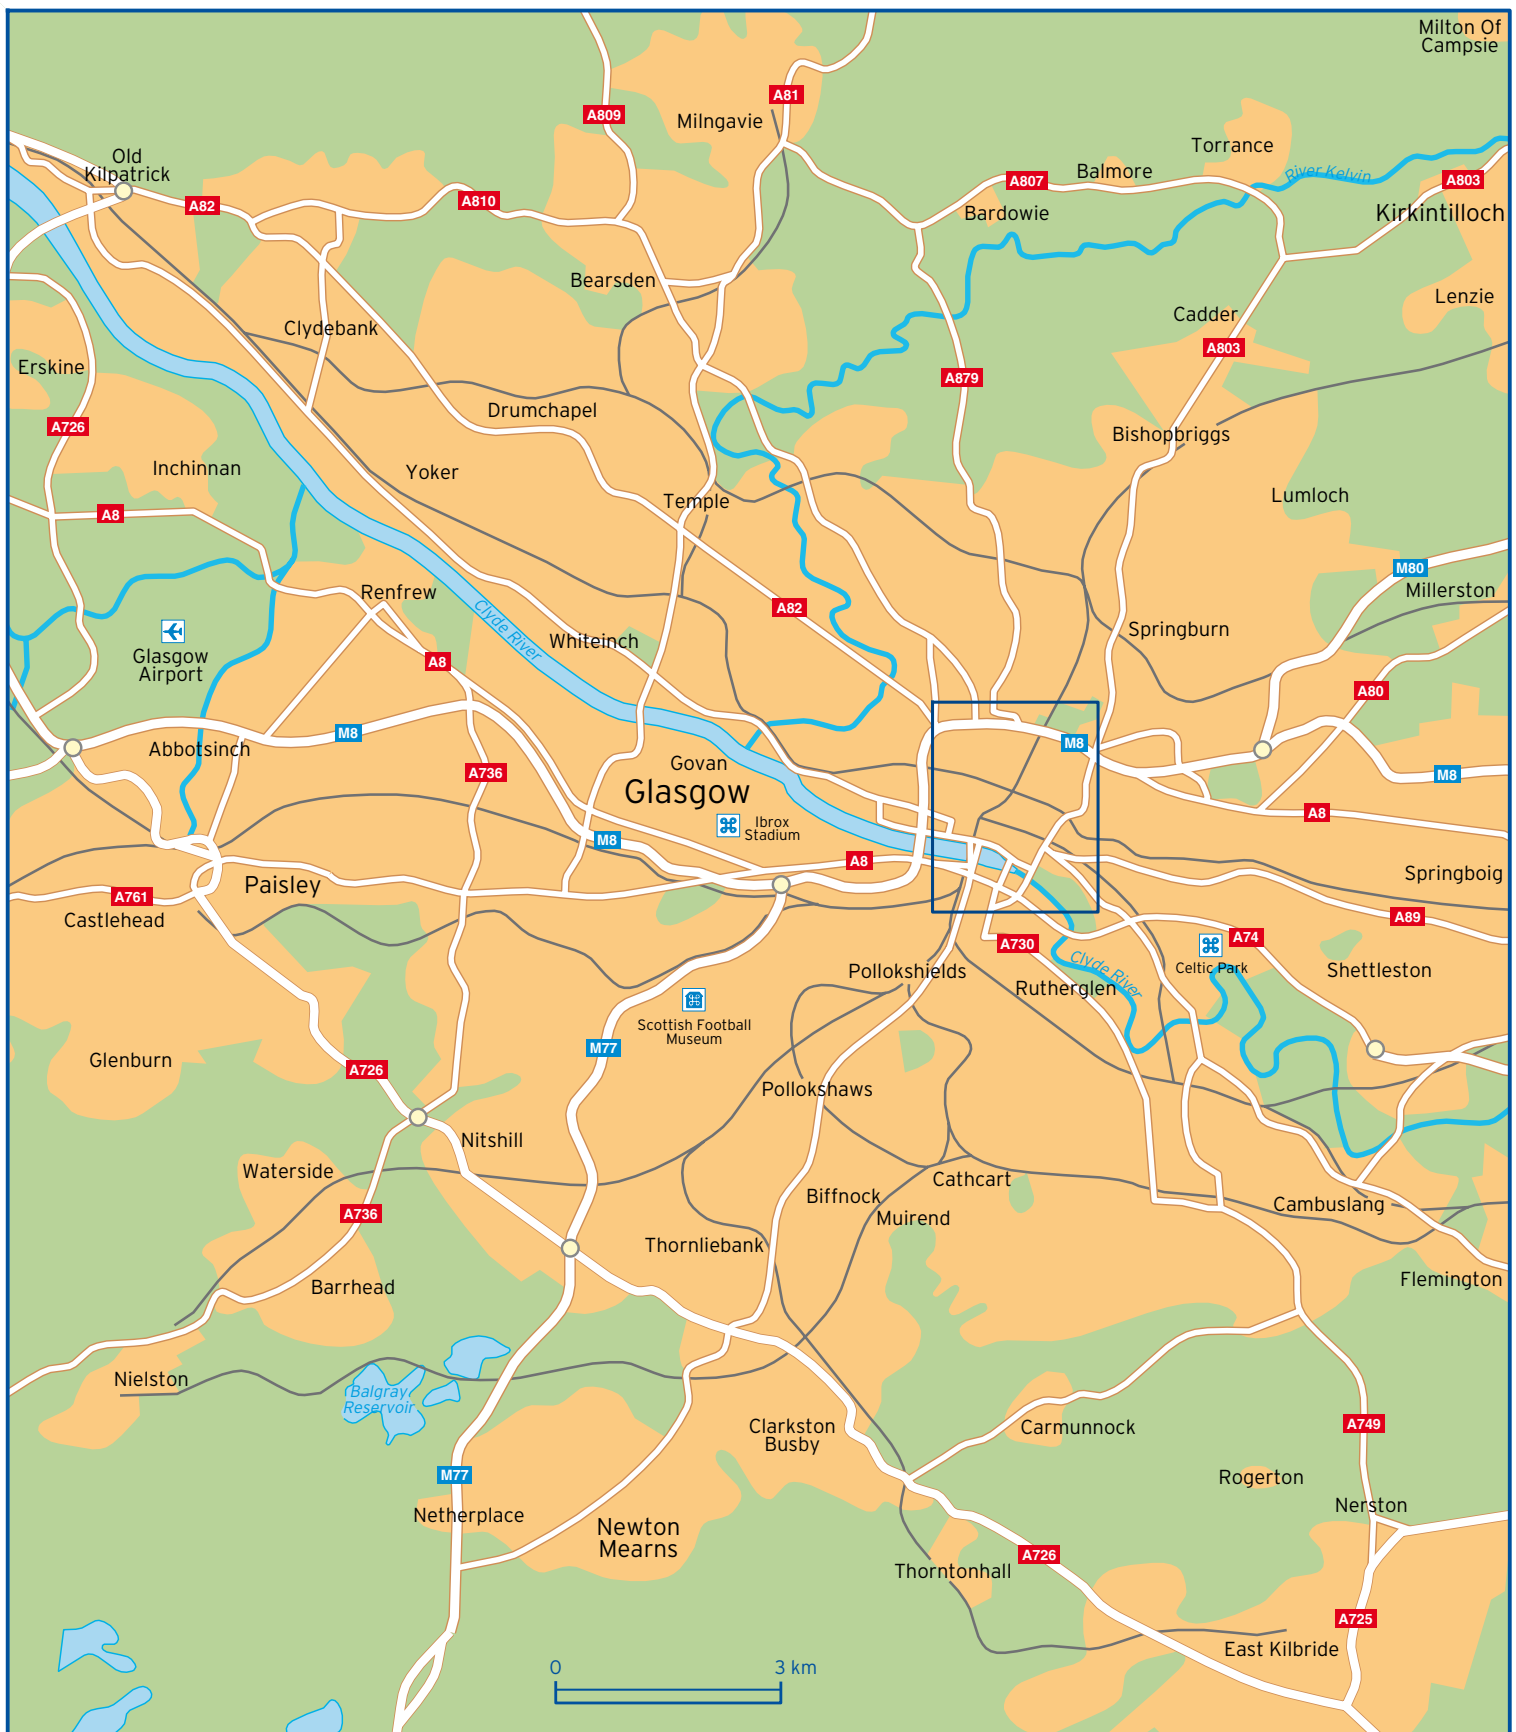 Milton Of
Campsie
A81
A809
Milngavie
Torrance
Old
Kilpatrick
Balmore
River Kelvin
A807
A803
A82
A810
Bardowie
Kirkintilloch
Bearsden
Lenzie
Cadder
Clydebank
A803
Erskine
A879
Drumchapel
A726
Bishopbriggs
Inchinnan
Yoker
Temple
Lumloch
A8
M80
Renfrew
Millerston
A82
Clyde River
Whiteinch
Springburn
Glasgow
Airport
A8
A80
M8
M8
Abbotsinch
Govan
A736
M8
Glasgow
Ibrox
Stadium
A8
M8
A8
Springboig
Paisley
A761
Castlehead
A89
A74
A730
Celtic Park
Clyde River
Pollokshields
Shettleston
Rutherglen
Scottish Football
Museum
M77
Glenburn
A726
Pollokshaws
Nitshill
Waterside
Cathcart
Biffnock
Cambuslang
A736
Muirend
Thornliebank
Flemington
Barrhead
Nielston
Balgray
Reservoir
A749
Clarkston
Busby
Carmunnock
M77
Rogerton
Nerston
Netherplace
Newton
Mearns
A726
Thorntonhall
A725
East Kilbride
0
3 km